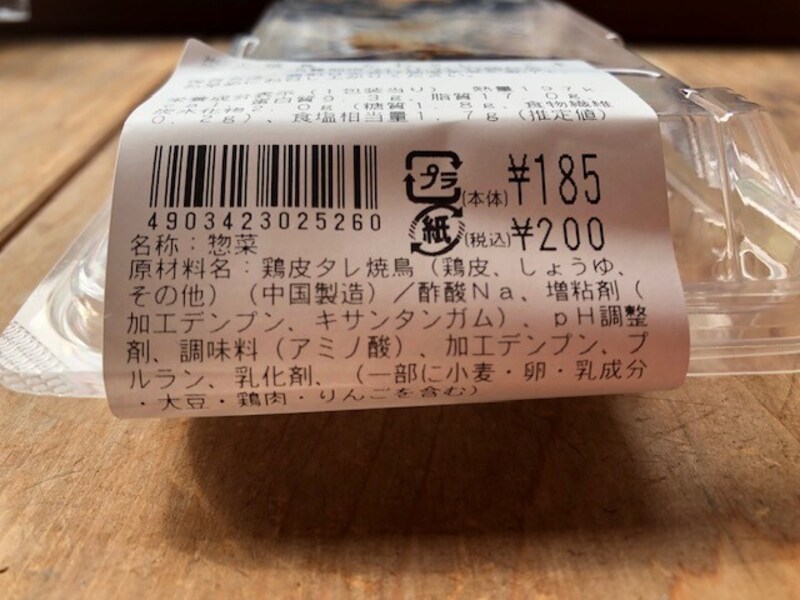 栄養成分表示（1包装当り） 熱量197k
蛋白質9.3g、脂質17.0g
炭水化物2.0g（糖質1.8g、食物繊維
0.2g）、食塩相当量1.7g（推定値）
プラ
(本体) ¥185
紙
(税込) ¥200
4903423025260
名称：惣菜
原材料名：鶏皮タレ焼鳥（鶏皮、しょうゆ、
その他）（中国製造）／酢酸Na、増粘剤（
加工デンプン、キサンタンガム）、pH調整
剤、調味料（アミノ酸）、加工デンプン、プ
ルラン、乳化剤、（一部に小麦・卵・乳成分
・大豆・鶏肉・りんごを含む）